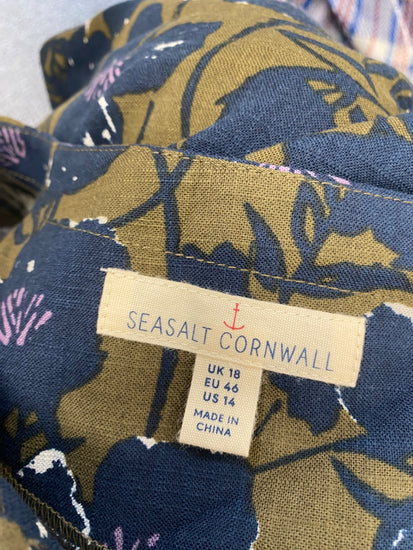 SEASALT CORNWALL
UK 18
EU 46
US 14
MADE IN
CHINA